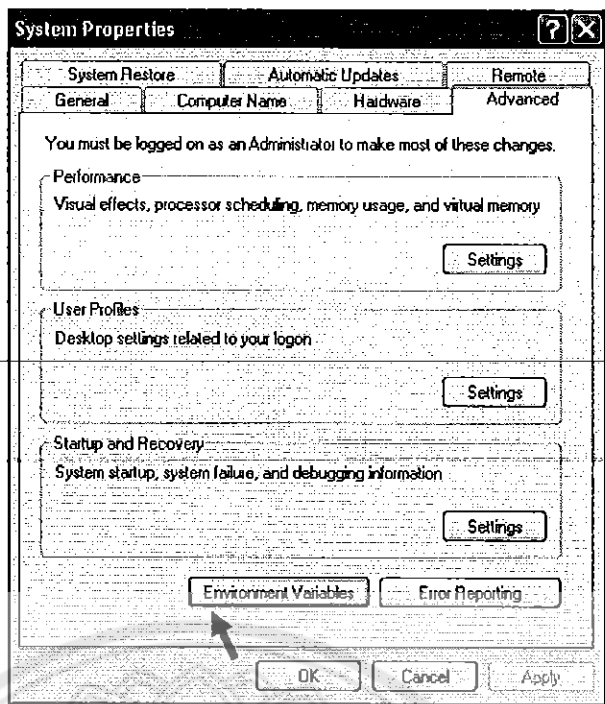 System Properties
System Restore Automatic Updates Remote
General Computer Name Hardware Advanced
You must be logged on as an Administrator to make most of these changes.
Performance
Visual effects, processor scheduling, memory usage, and virtual memory
Settings
User Profiles
Desktop settings related to your logon
Settings
Startup and Recovery
System startup, system failure, and debugging information
Settings
Environment Variables Error Reporting
OK Cancel Apply